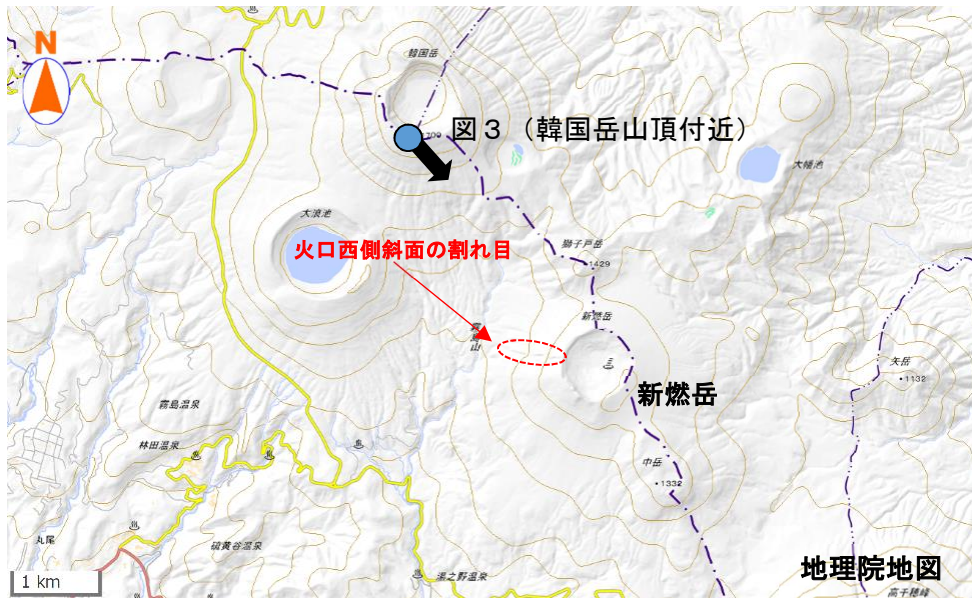 N
韓国岳
1700
図3（韓国岳山頂付近）
大幡池
大浪池
火口西側斜面の割れ目
獅子戸岳
1429
霧島山
新燃岳
新燃岳
矢岳
1132
霧島温泉
林田温泉
中岳
1332
丸尾
硫黄谷温泉
湯之野温泉
地理院地図
1 km
高千穂峰